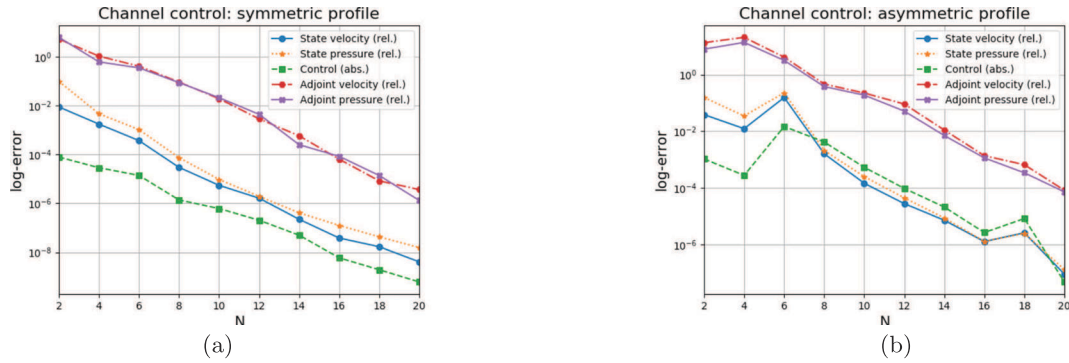 Channel control: symmetric profile
log-error
10^0
10^-2
10^-4
10^-6
10^-8
State velocity (rel.)
State pressure (rel.)
Control (abs.)
Adjoint velocity (rel.)
Adjoint pressure (rel.)
2 4 6 8 10 12 14 16 18 20
N
(a)
Channel control: asymmetric profile
log-error
10^0
10^-2
10^-4
10^-6
State velocity (rel.)
State pressure (rel.)
Control (abs.)
Adjoint velocity (rel.)
Adjoint pressure (rel.)
2 4 6 8 10 12 14 16 18 20
N
(b)